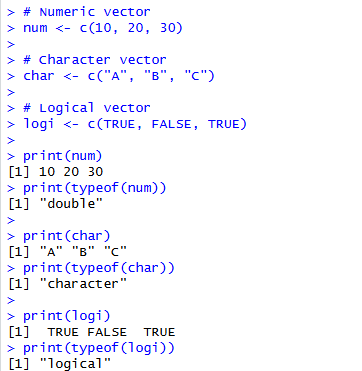 > # Numeric vector
> num <- c(10, 20, 30)
>
> # Character vector
> char <- c("A", "B", "C")
>
> # Logical vector
> logi <- c(TRUE, FALSE, TRUE)
>
> print(num)
[1] 10 20 30
> print(typeof(num))
[1] "double"
>
> print(char)
[1] "A" "B" "C"
> print(typeof(char))
[1] "character"
>
> print(logi)
[1]  TRUE FALSE  TRUE
> print(typeof(logi))
[1] "logical"